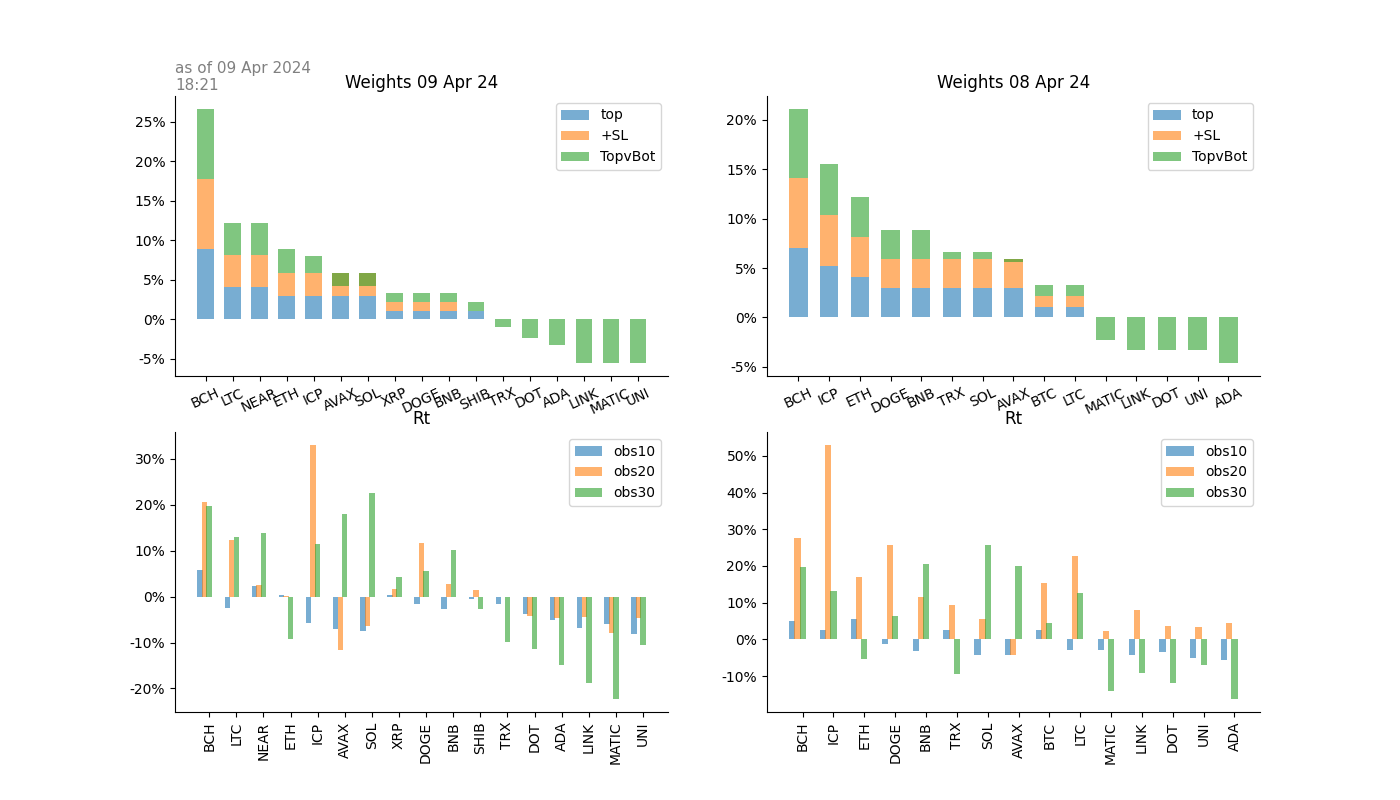 as of 09 Apr 2024
18:21
Weights 09 Apr 24
25%
20%
15%
10%
5%
0%
-5%
top
+SL
TopvBot
BCH LTC NEAR ETH ICP AVAX SOL XRP DOGE BNB SHIB TRX DOT ADA LINK MATIC UNI
Weights 08 Apr 24
20%
15%
10%
5%
0%
-5%
top
+SL
TopvBot
BCH ICP ETH DOGE BNB TRX SOL AVAX BTC LTC MATIC LINK DOT UNI ADA
Rt
30%
20%
10%
0%
-10%
-20%
obs10
obs20
obs30
BCH LTC NEAR ETH ICP AVAX SOL XRP DOGE BNB SHIB TRX DOT ADA LINK MATIC UNI
Rt
50%
40%
30%
20%
10%
0%
-10%
obs10
obs20
obs30
BCH ICP ETH DOGE BNB TRX SOL AVAX BTC LTC MATIC LINK DOT UNI ADA